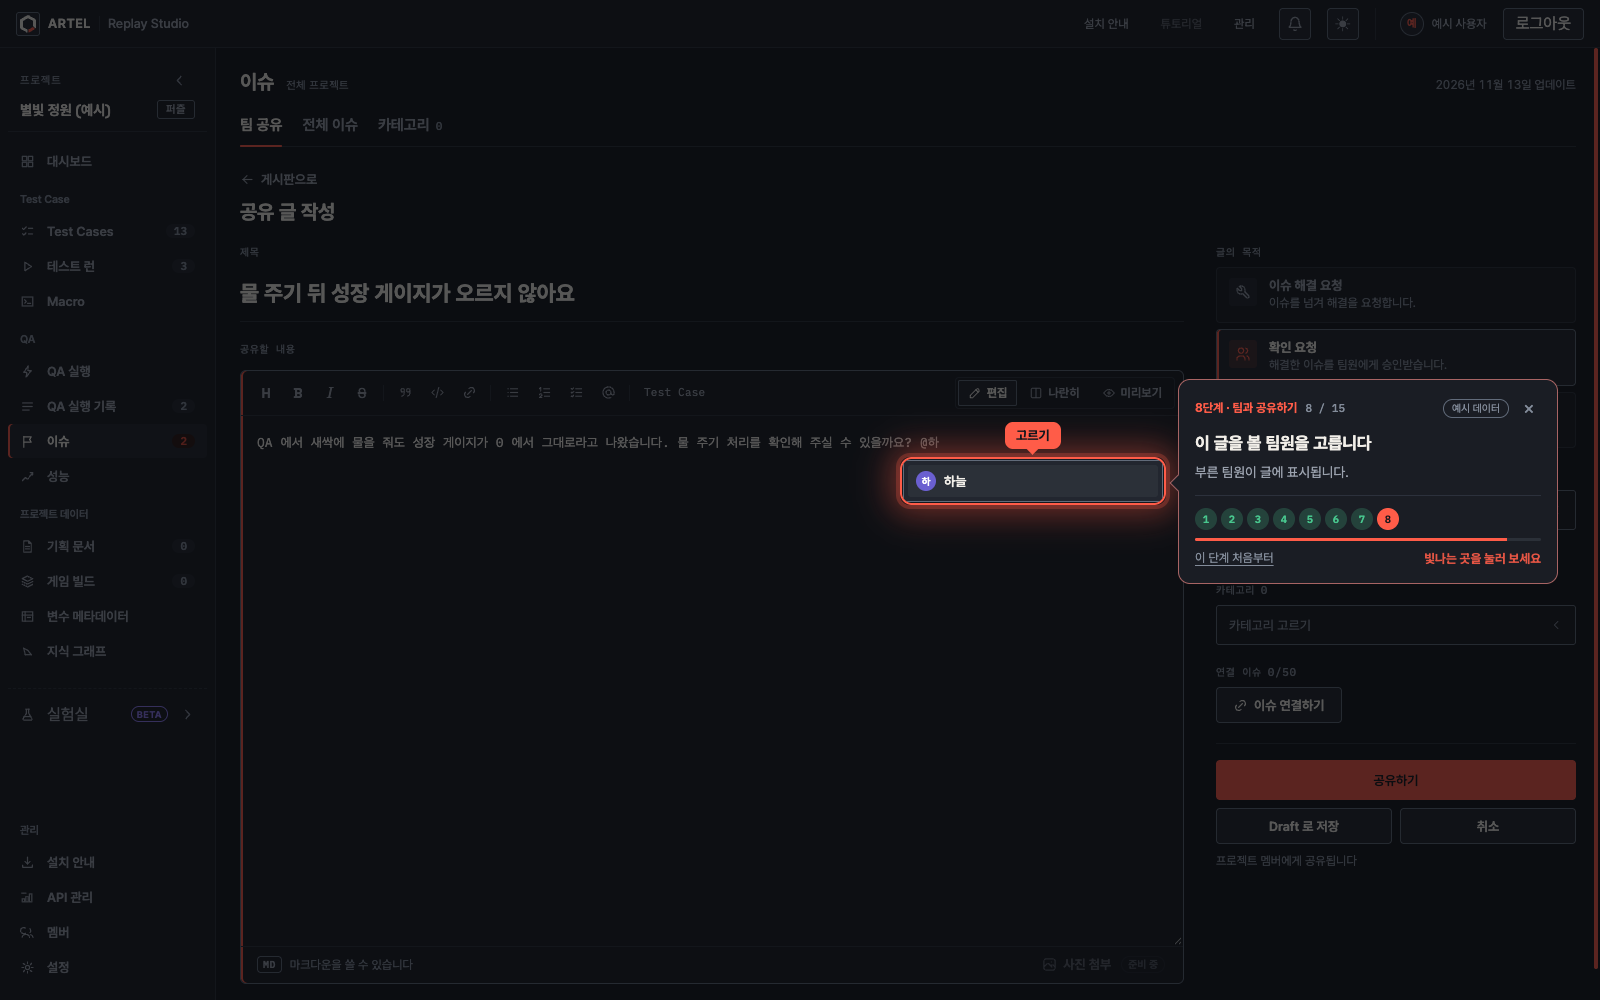 ARTEL Replay Studio
설치 안내
튜토리얼
관리
예
예시 사용자
로그아웃
프로젝트
별빛 정원 (예시)
퍼즐
대시보드
Test Case
Test Cases 13
테스트 런 3
Macro
QA
QA 실행
QA 실행 기록 2
이슈 2
성능
프로젝트 데이터
기획 문서 0
게임 빌드 0
변수 메타데이터
지식 그래프
실험실 BETA
관리
설치 안내
API 관리
멤버
설정
이슈 전체 프로젝트
2026년 11월 13일 업데이트
팀 공유
전체 이슈
카테고리 0
← 게시판으로
공유 글 작성
제목
물 주기 뒤 성장 게이지가 오르지 않아요
공유할 내용
H B I S Test Case
편집
나란히
미리보기
QA 에서 새싹에 물을 줘도 성장 게이지가 0 에서 그대로라고 나왔습니다. 물 주기 처리를 확인해 주실 수 있을까요? @하
고르기
하 하늘
MD 마크다운을 쓸 수 있습니다
사진 첨부 준비 중
글의 목적
이슈 해결 요청
이슈를 넘겨 해결을 요청합니다.
확인 요청
해결한 이슈를 팀원에게 승인받습니다.
8단계 · 팀과 공유하기 8 / 15
예시 데이터
이 글을 볼 팀원을 고릅니다
부른 팀원이 글에 표시됩니다.
1 2 3 4 5 6 7 8
이 단계 처음부터
빛나는 곳을 눌러 보세요
카테고리 0
카테고리 고르기
연결 이슈 0/50
이슈 연결하기
공유하기
Draft 로 저장
취소
프로젝트 멤버에게 공유됩니다